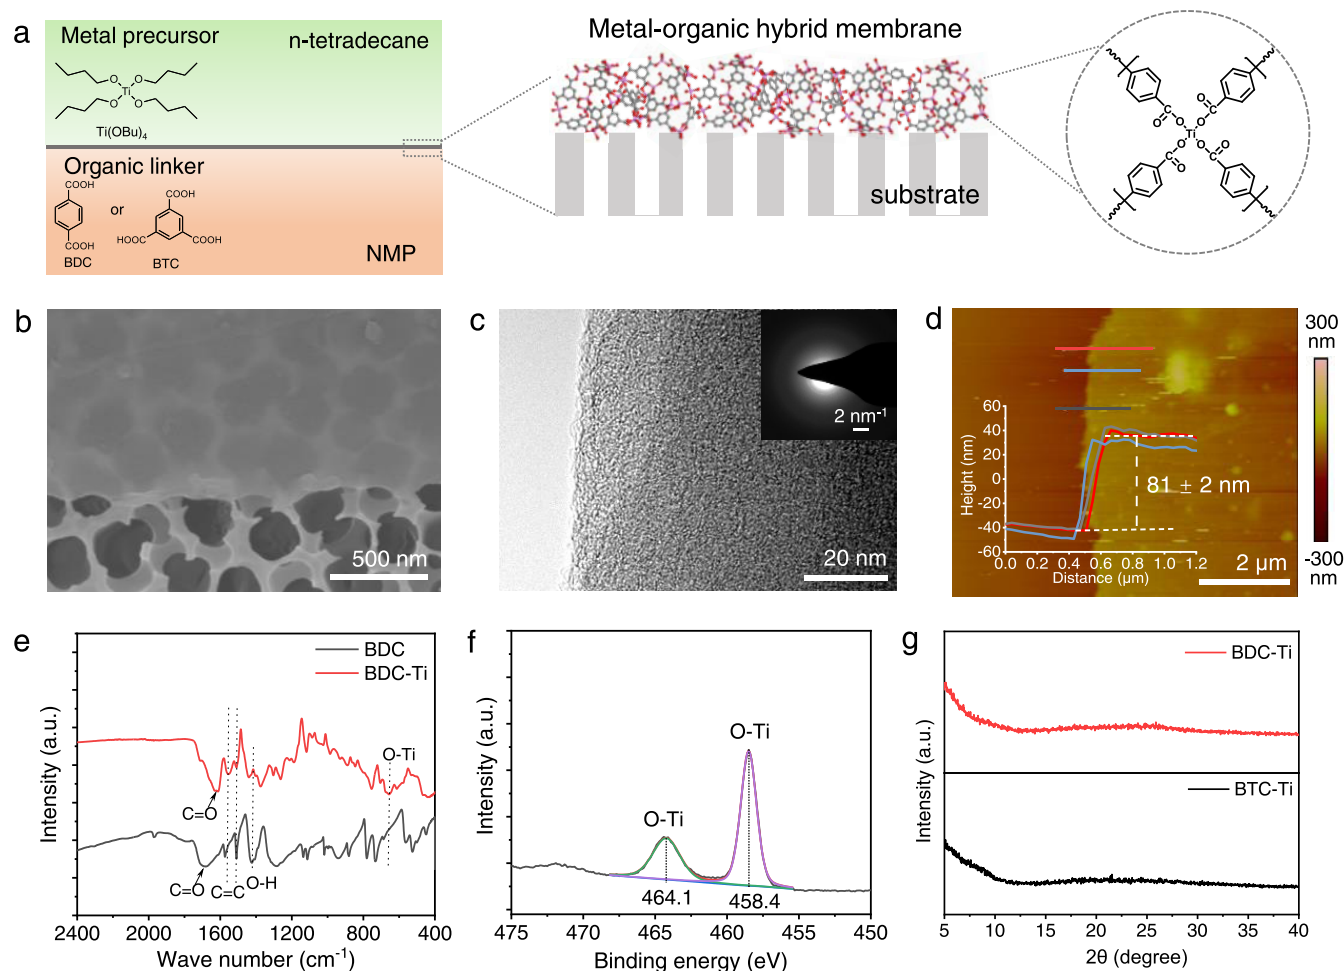 a
Metal precursor
n-tetradecane
O
O
Ti
O
O
Ti(OBu)4
Organic linker
COOH
COOH
BDC
or
COOH
HOOC
COOH
BTC
NMP
Metal-organic hybrid membrane
substrate
C
O
O
C
O
O
Ti
O
C
O
O
C
O
b
500 nm
c
2 nm-1
20 nm
d
300
nm
-300
nm
Height (nm)
60
40
20
0
-20
-40
-60
81 ± 2 nm
0.0 0.2 0.4 0.6 0.8 1.0 1.2
Distance (µm)
2 µm
e
BDC
BDC-Ti
O-Ti
C=O
C=O
C=C
O-H
Intensity (a.u.)
2400 1600 1200 800 400
Wave number (cm-1)
f
O-Ti
O-Ti
464.1
458.4
Intensity (a.u.)
475 470 465 460 455 450
Binding energy (eV)
g
BDC-Ti
BTC-Ti
Intensity (a.u.)
5 10 15 20 25 30 35 40
2θ (degree)